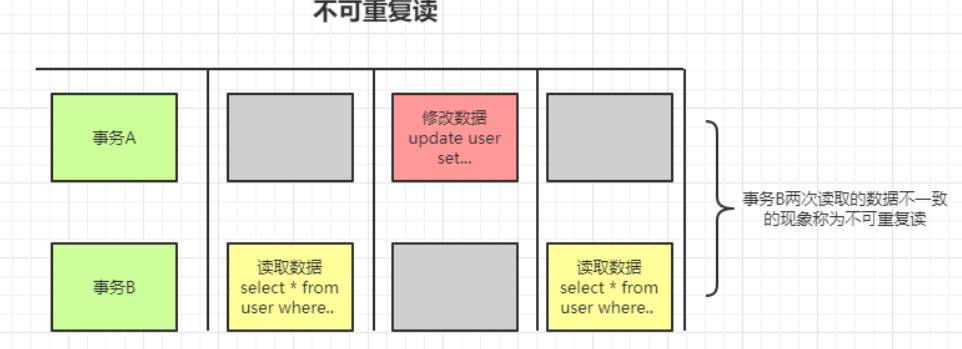 不可重复读
事务A
修改数据
update user
set...
事务B两次读取的数据不一致
的现象称为不可重复读
事务B
读取数据
select * from
user where..
读取数据
select * from
user where..